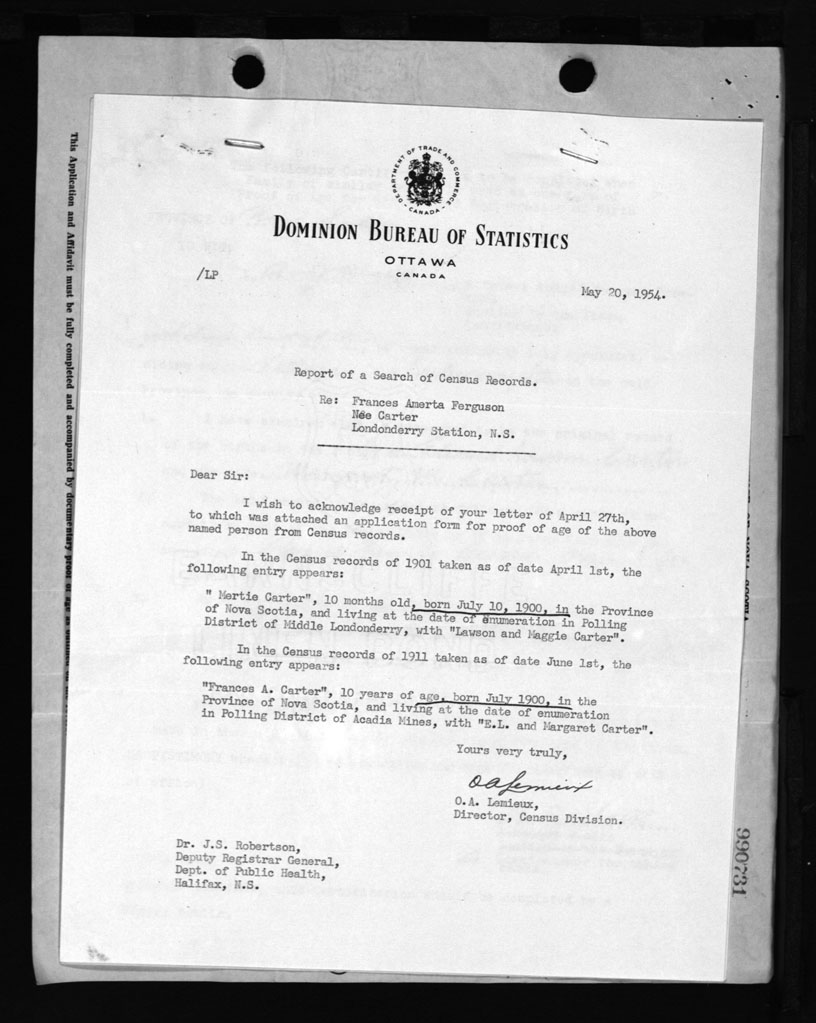 DEPARTMENT OF TRADE AND COMMERCE
CANADA
DOMINION BUREAU OF STATISTICS
OTTAWA
CANADA
/LP
May 20, 1954.
Report of a Search of Census Records.
Re: Frances Amerta Ferguson
Née Carter
Londonderry Station, N.S.
Dear Sir:
I wish to acknowledge receipt of your letter of April 27th,
to which was attached an application form for proof of age of the above
named person from Census records.
In the Census records of 1901 taken as of date April 1st, the
following entry appears:
" Mertie Carter", 10 months old, born July 10, 1900, in the Province
of Nova Scotia, and living at the date of enumeration in Polling
District of Middle Londonderry, with "Lawson and Maggie Carter".
In the Census records of 1911 taken as of date June 1st, the
following entry appears:
"Frances A. Carter", 10 years of age, born July 1900, in the
Province of Nova Scotia, and living at the date of enumeration
in Polling District of Acadia Mines, with "E.L. and Margaret Carter".
Yours very truly,
OALemieux
O.A. Lemieux,
Director, Census Division.
Dr. J.S. Robertson,
Deputy Registrar General,
Dept. of Public Health,
Halifax, N.S.
This Application and Affidavit must be fully completed and accompanied by documentary proof of age as
990731